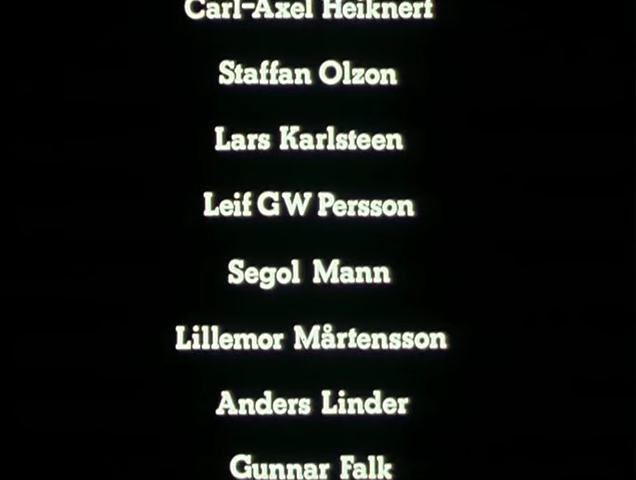 Carl-Axel Heiknert
Staffan Olzon
Lars Karlsteen
Leif GW Persson
Segol Mann
Lillemor Mårtensson
Anders Linder
Gunnar Falk